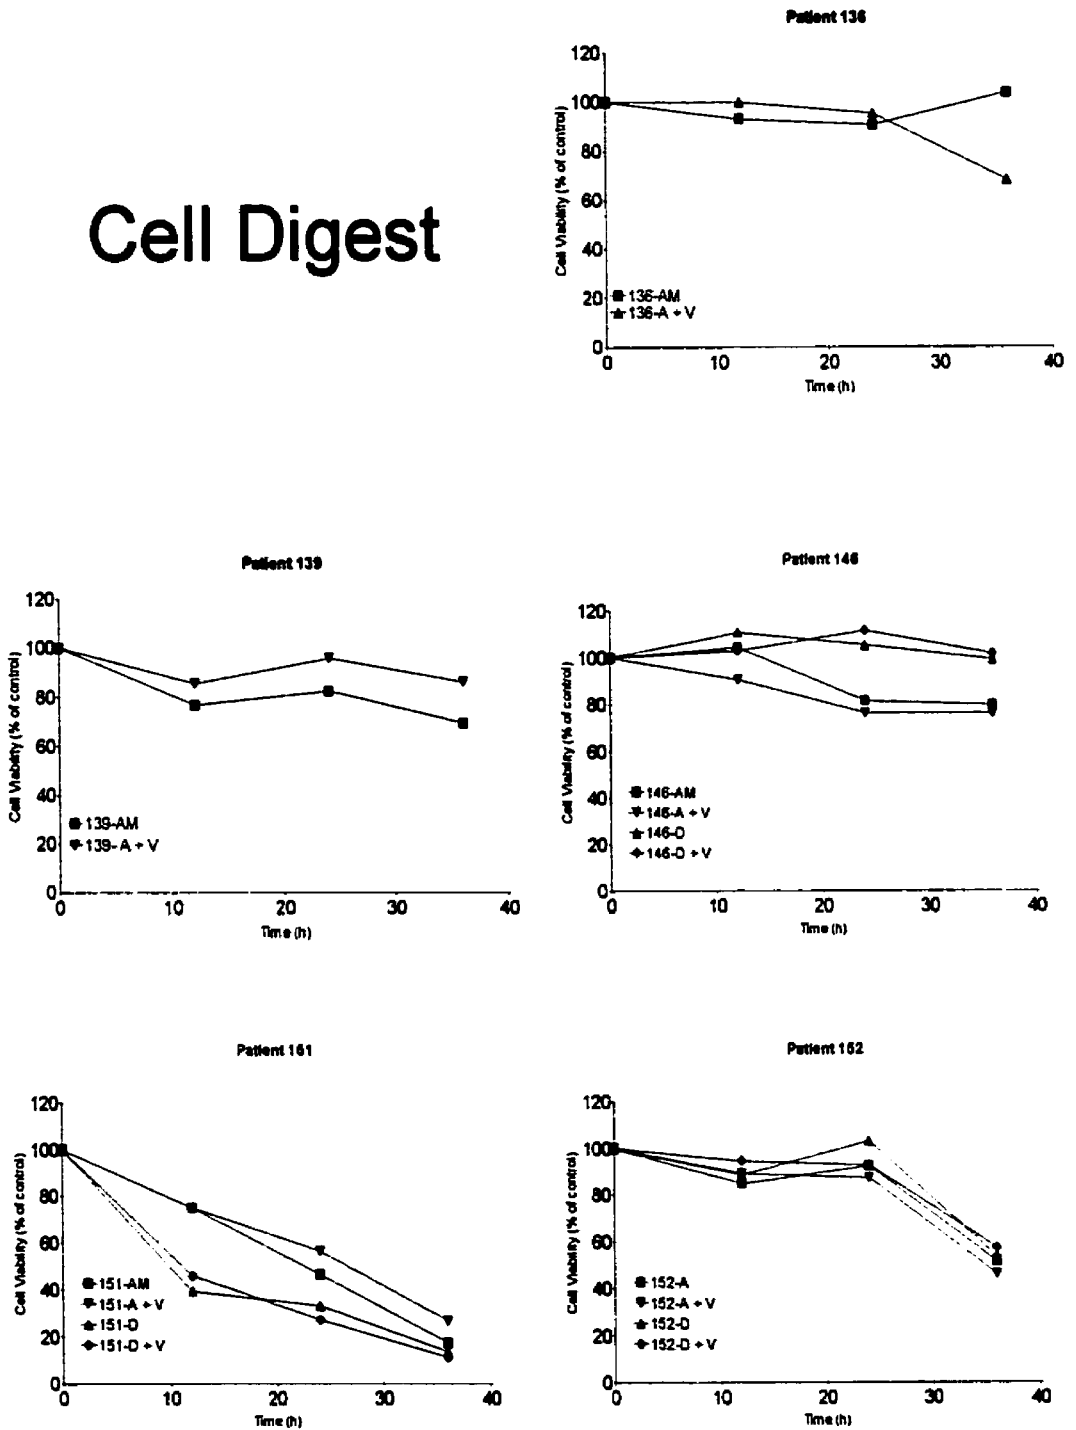 Patient 136
120
100
80
60
40
20
0
Cell Viability (% of control)
136-AM
136-A + V
0 10 20 30 40
Time (h)
Cell Digest
Patient 139
120
100
80
60
40
20
0
Cell Viability (% of control)
139-AM
139- A + V
0 10 20 30 40
Time (h)
Patient 146
120
100
80
60
40
20
0
Cell Viability (% of control)
146-AM
146-A + V
146-D
146-D + V
0 10 20 30 40
Time (h)
Patient 151
120
100
80
60
40
20
0
Cell Viability (% of control)
151-AM
151-A + V
151-D
151-D + V
0 10 20 30 40
Time (h)
Patient 152
120
100
80
60
40
20
0
Cell Viability (% of control)
152-A
152-A + V
152-D
152-D + V
0 10 20 30 40
Time (h)